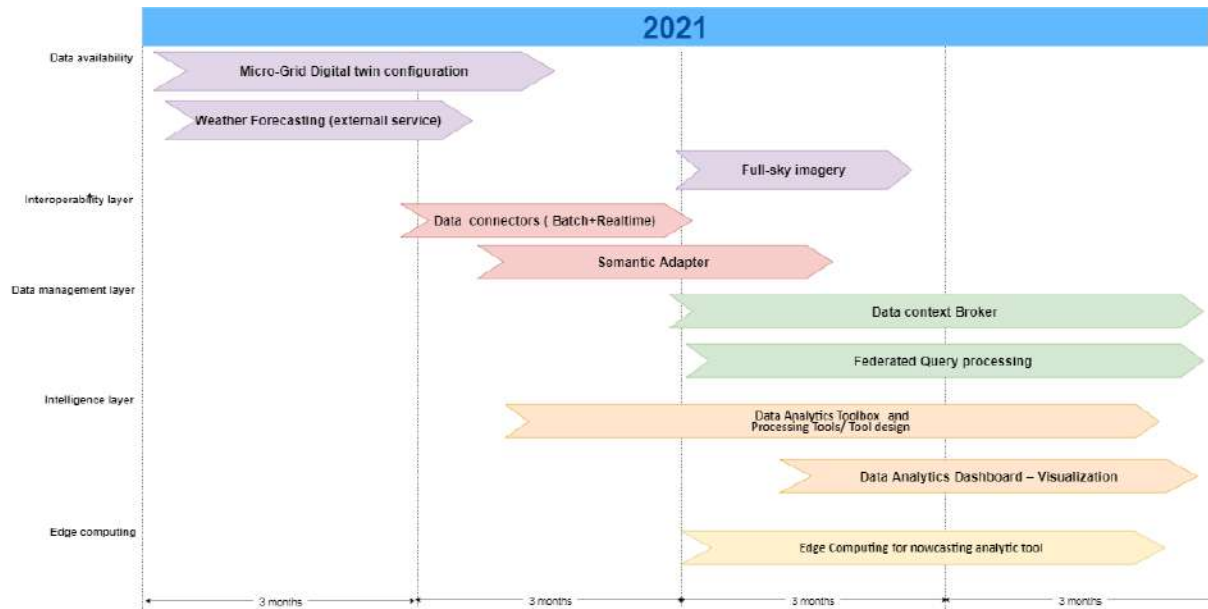 2021
Data availability
Micro-Grid Digital twin configuration
Weather Forecasting (externall service)
Full-sky imagery
Interoperability layer
Data connectors ( Batch+Realtime)
Semantic Adapter
Data management layer
Data context Broker
Federated Query processing
Intelligence layer
Data Analytics Toolbox and
Processing Tools/ Tool design
Data Analytics Dashboard – Visualization
Edge computing
Edge Computing for nowcasting analytic tool
3 months
3 months
3 months
3 months